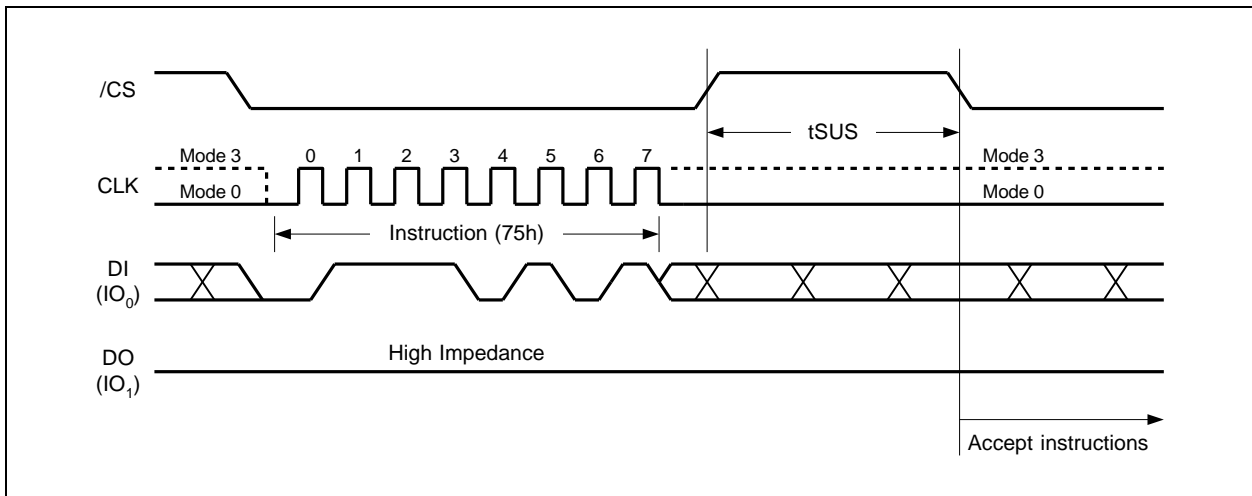 /CS
tSUS
Mode 3 0 1 2 3 4 5 6 7 Mode 3
CLK
Mode 0 Mode 0
Instruction (75h)
DI
(IO0)
High Impedance
DO
(IO1)
Accept instructions